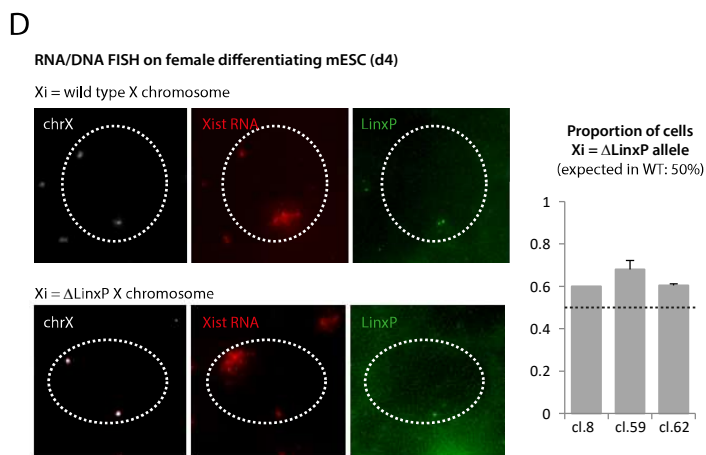 D
RNA/DNA FISH on female differentiating mESC (d4)
Xi = wild type X chromosome
chrX
Xist RNA
LinxP
Xi = ΔLinxP X chromosome
chrX
Xist RNA
LinxP
Proportion of cells
Xi = ΔLinxP allele
(expected in WT: 50%)
1
0.8
0.6
0.4
0.2
0
cl.8 cl.59 cl.62